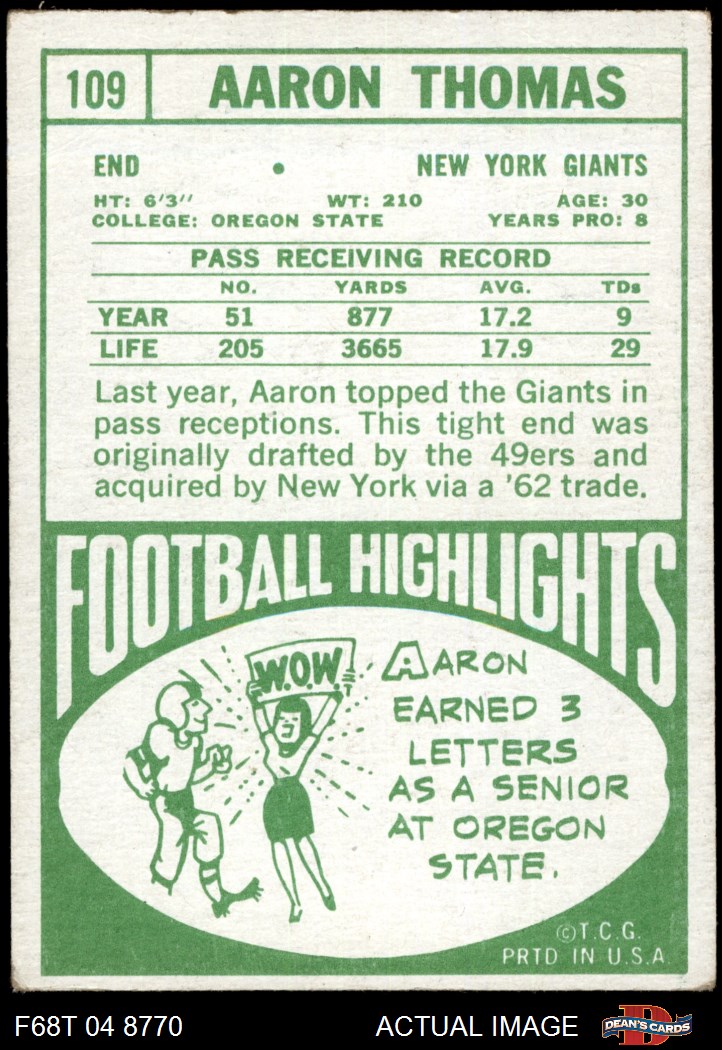 109 AARON THOMAS
END • NEW YORK GIANTS
HT: 6'3" WT: 210 AGE: 30
COLLEGE: OREGON STATE YEARS PRO: 8
PASS RECEIVING RECORD
NO. YARDS AVG. TDs
YEAR 51 877 17.2 9
LIFE 205 3665 17.9 29
Last year, Aaron topped the Giants in
pass receptions. This tight end was
originally drafted by the 49ers and
acquired by New York via a '62 trade.
FOOTBALL HIGHLIGHTS
W.O.W.
AARON
EARNED 3
LETTERS
AS A SENIOR
AT OREGON
STATE.
©T.C.G.
PRTD IN U.S.A.
F68T 04 8770 ACTUAL IMAGE D DEAN'S CARDS